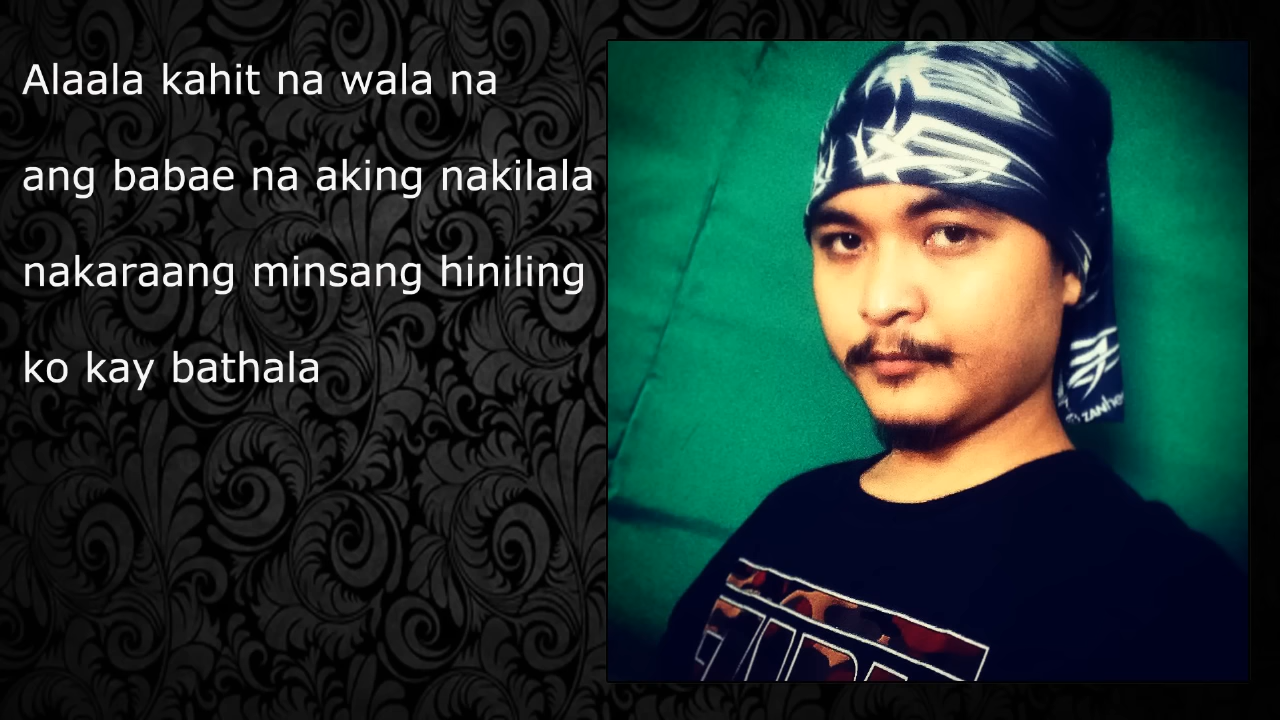 Alaala kahit na wala na
ang babae na aking nakilala
nakaraang minsang hiniling
ko kay bathala